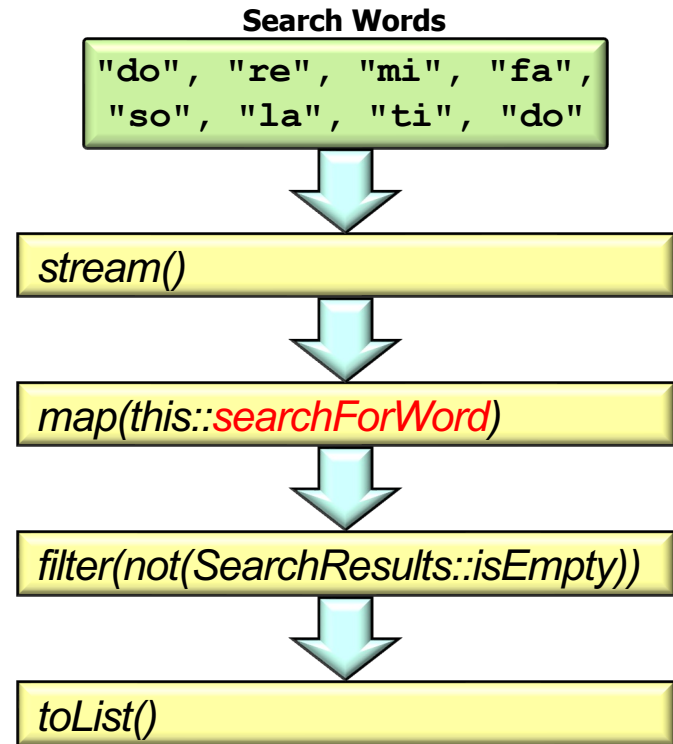 Search Words
"do", "re", "mi", "fa",
"so", "la", "ti", "do"
stream()
map(this::searchForWord)
filter(not(SearchResults::isEmpty))
toList()